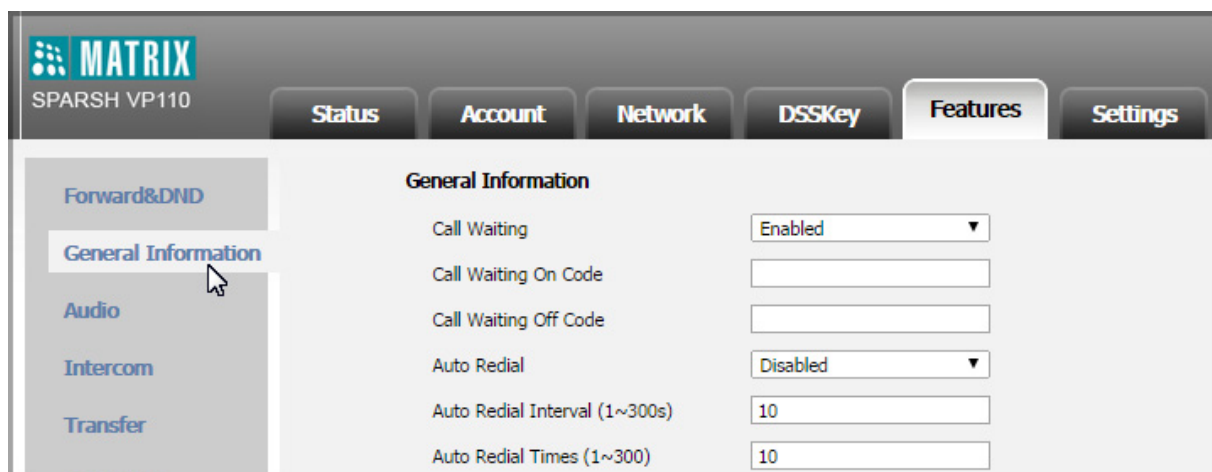 MATRIX
SPARSH VP110
Status Account Network DSSKey Features Settings
Forward&DND
General Information
Audio
Intercom
Transfer
General Information
Call Waiting Enabled
Call Waiting On Code
Call Waiting Off Code
Auto Redial Disabled
Auto Redial Interval (1~300s) 10
Auto Redial Times (1~300) 10